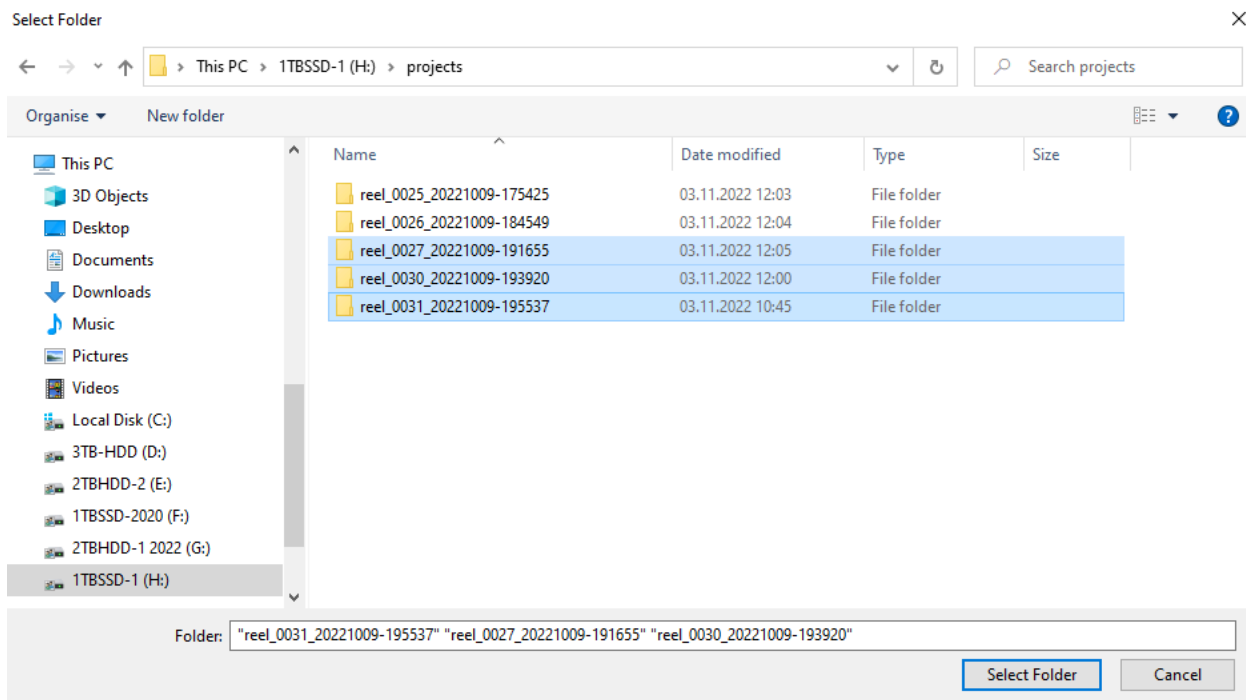 Select Folder
This PC > 1TBSSD-1 (H:) > projects
Search projects
Organise New folder
Name Date modified Type Size
This PC
3D Objects
Desktop
Documents
Downloads
Music
Pictures
Videos
Local Disk (C:)
3TB-HDD (D:)
2TBHDD-2 (E:)
1TBSSD-2020 (F:)
2TBHDD-1 2022 (G:)
1TBSSD-1 (H:)
reel_0025_20221009-175425 03.11.2022 12:03 File folder
reel_0026_20221009-184549 03.11.2022 12:04 File folder
reel_0027_20221009-191655 03.11.2022 12:05 File folder
reel_0030_20221009-193920 03.11.2022 12:00 File folder
reel_0031_20221009-195537 03.11.2022 10:45 File folder
Folder: "reel_0031_20221009-195537" "reel_0027_20221009-191655" "reel_0030_20221009-193920"
Select Folder Cancel